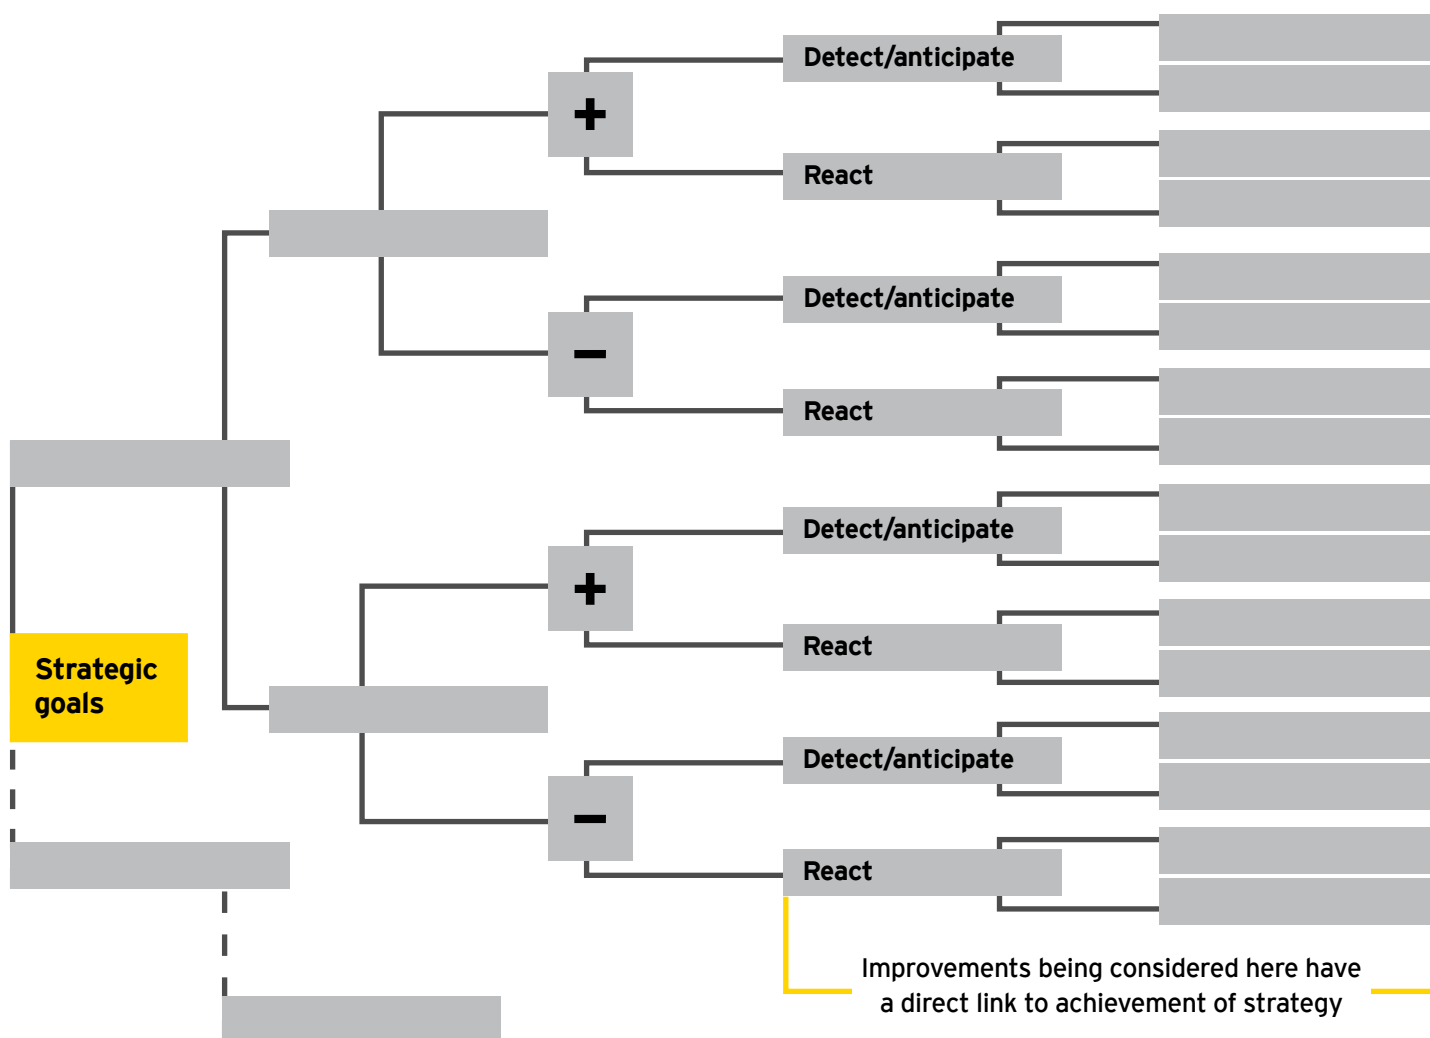 Detect/anticipate
+
React
Detect/anticipate
−
React
Detect/anticipate
+
React
Strategic
goals
Detect/anticipate
−
React
Improvements being considered here have
a direct link to achievement of strategy